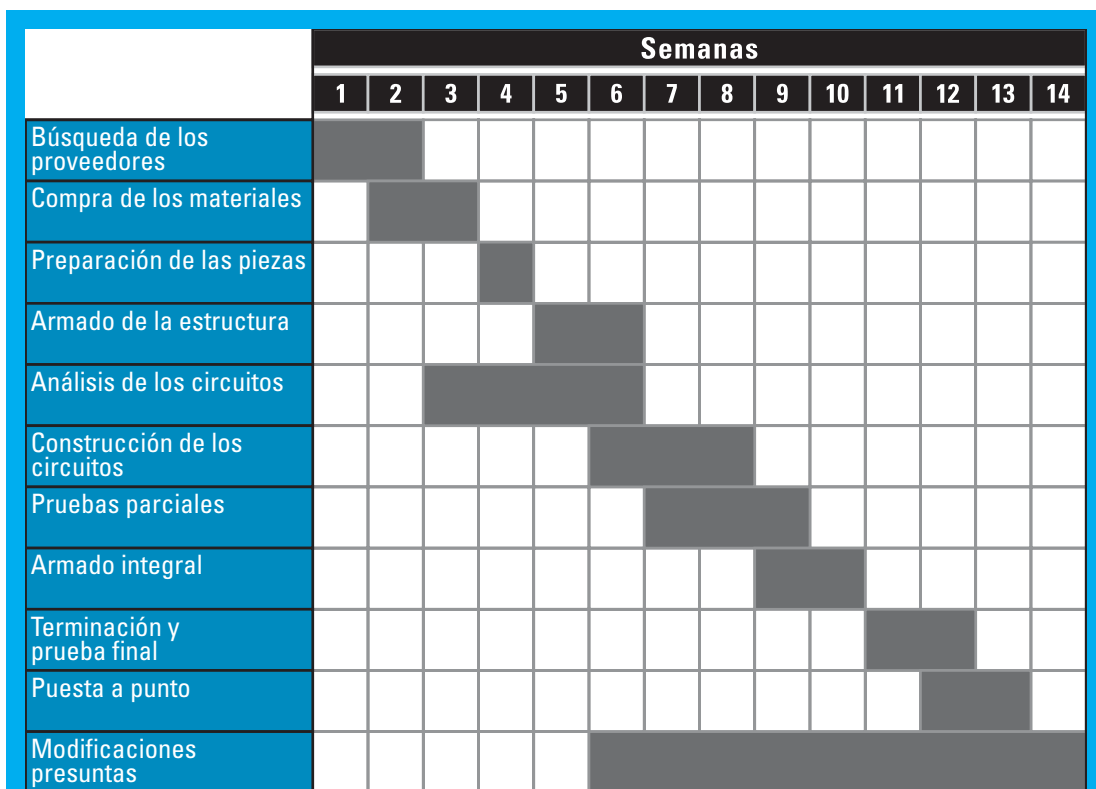 Semanas
1 2 3 4 5 6 7 8 9 10 11 12 13 14
Búsqueda de los
proveedores
Compra de los materiales
Preparación de las piezas
Armado de la estructura
Análisis de los circuitos
Construcción de los
circuitos
Pruebas parciales
Armado integral
Terminación y
prueba final
Puesta a punto
Modificaciones
presuntas